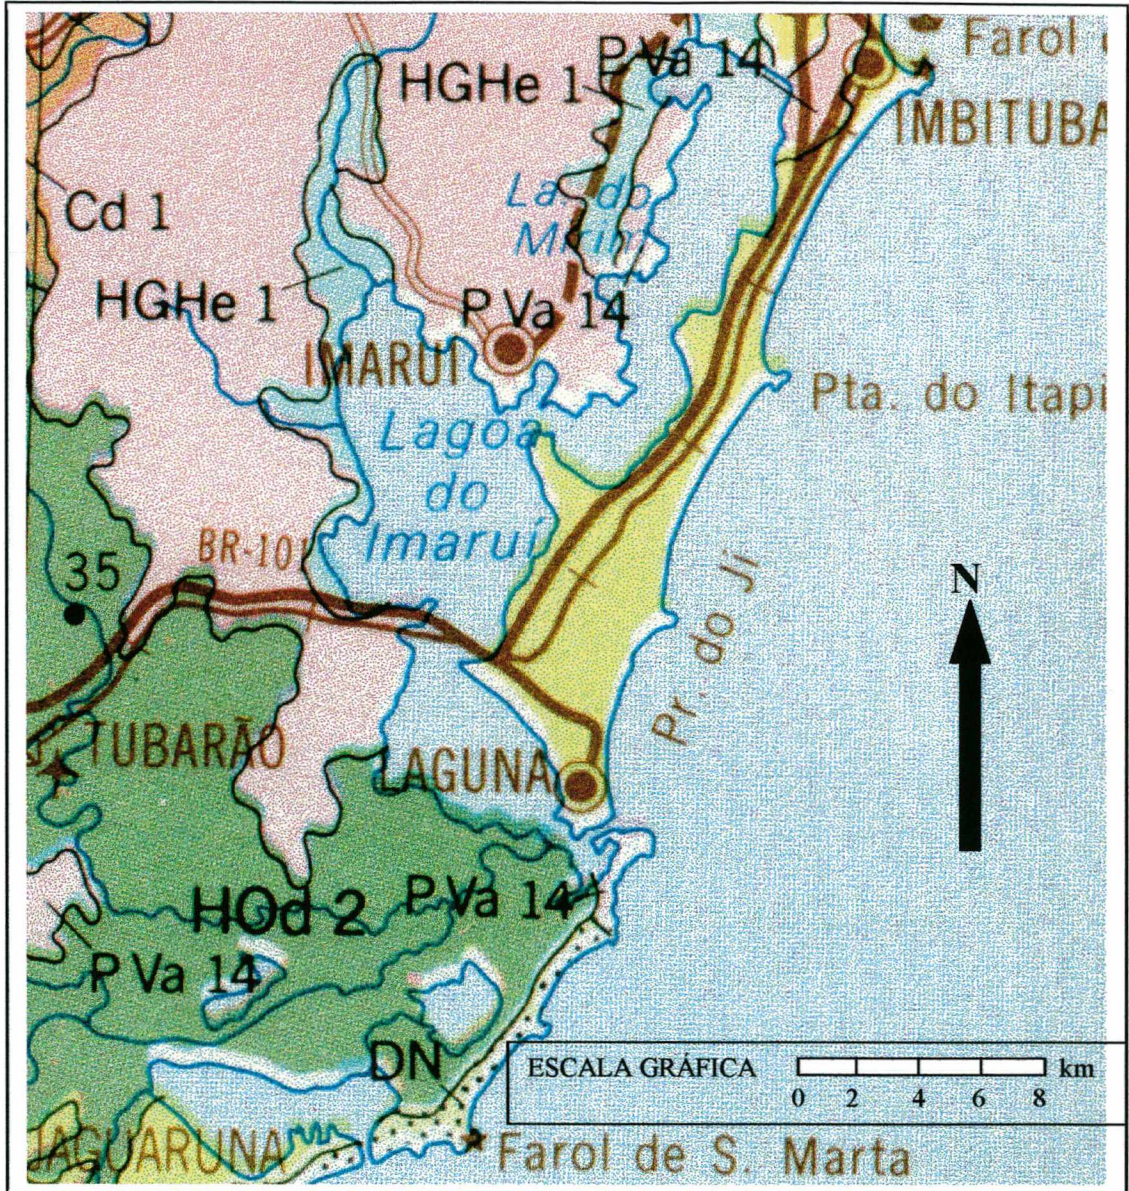 Farol
P Va 14
HGHe 1
IMBITUBA
La. do
Mirim
Cd 1
HGHe 1
P Va 14
IMARUÍ
Pta. do Itapi
Lagoa
do
Imaruí
BR-101
35
Pr. do Ji
N
TUBARÃO
LAGUNA
HOd 2
P Va 14
P Va 14
DN
ESCALA GRÁFICA
km
0 2 4 6 8
JAGUARUNA
Farol de S. Marta